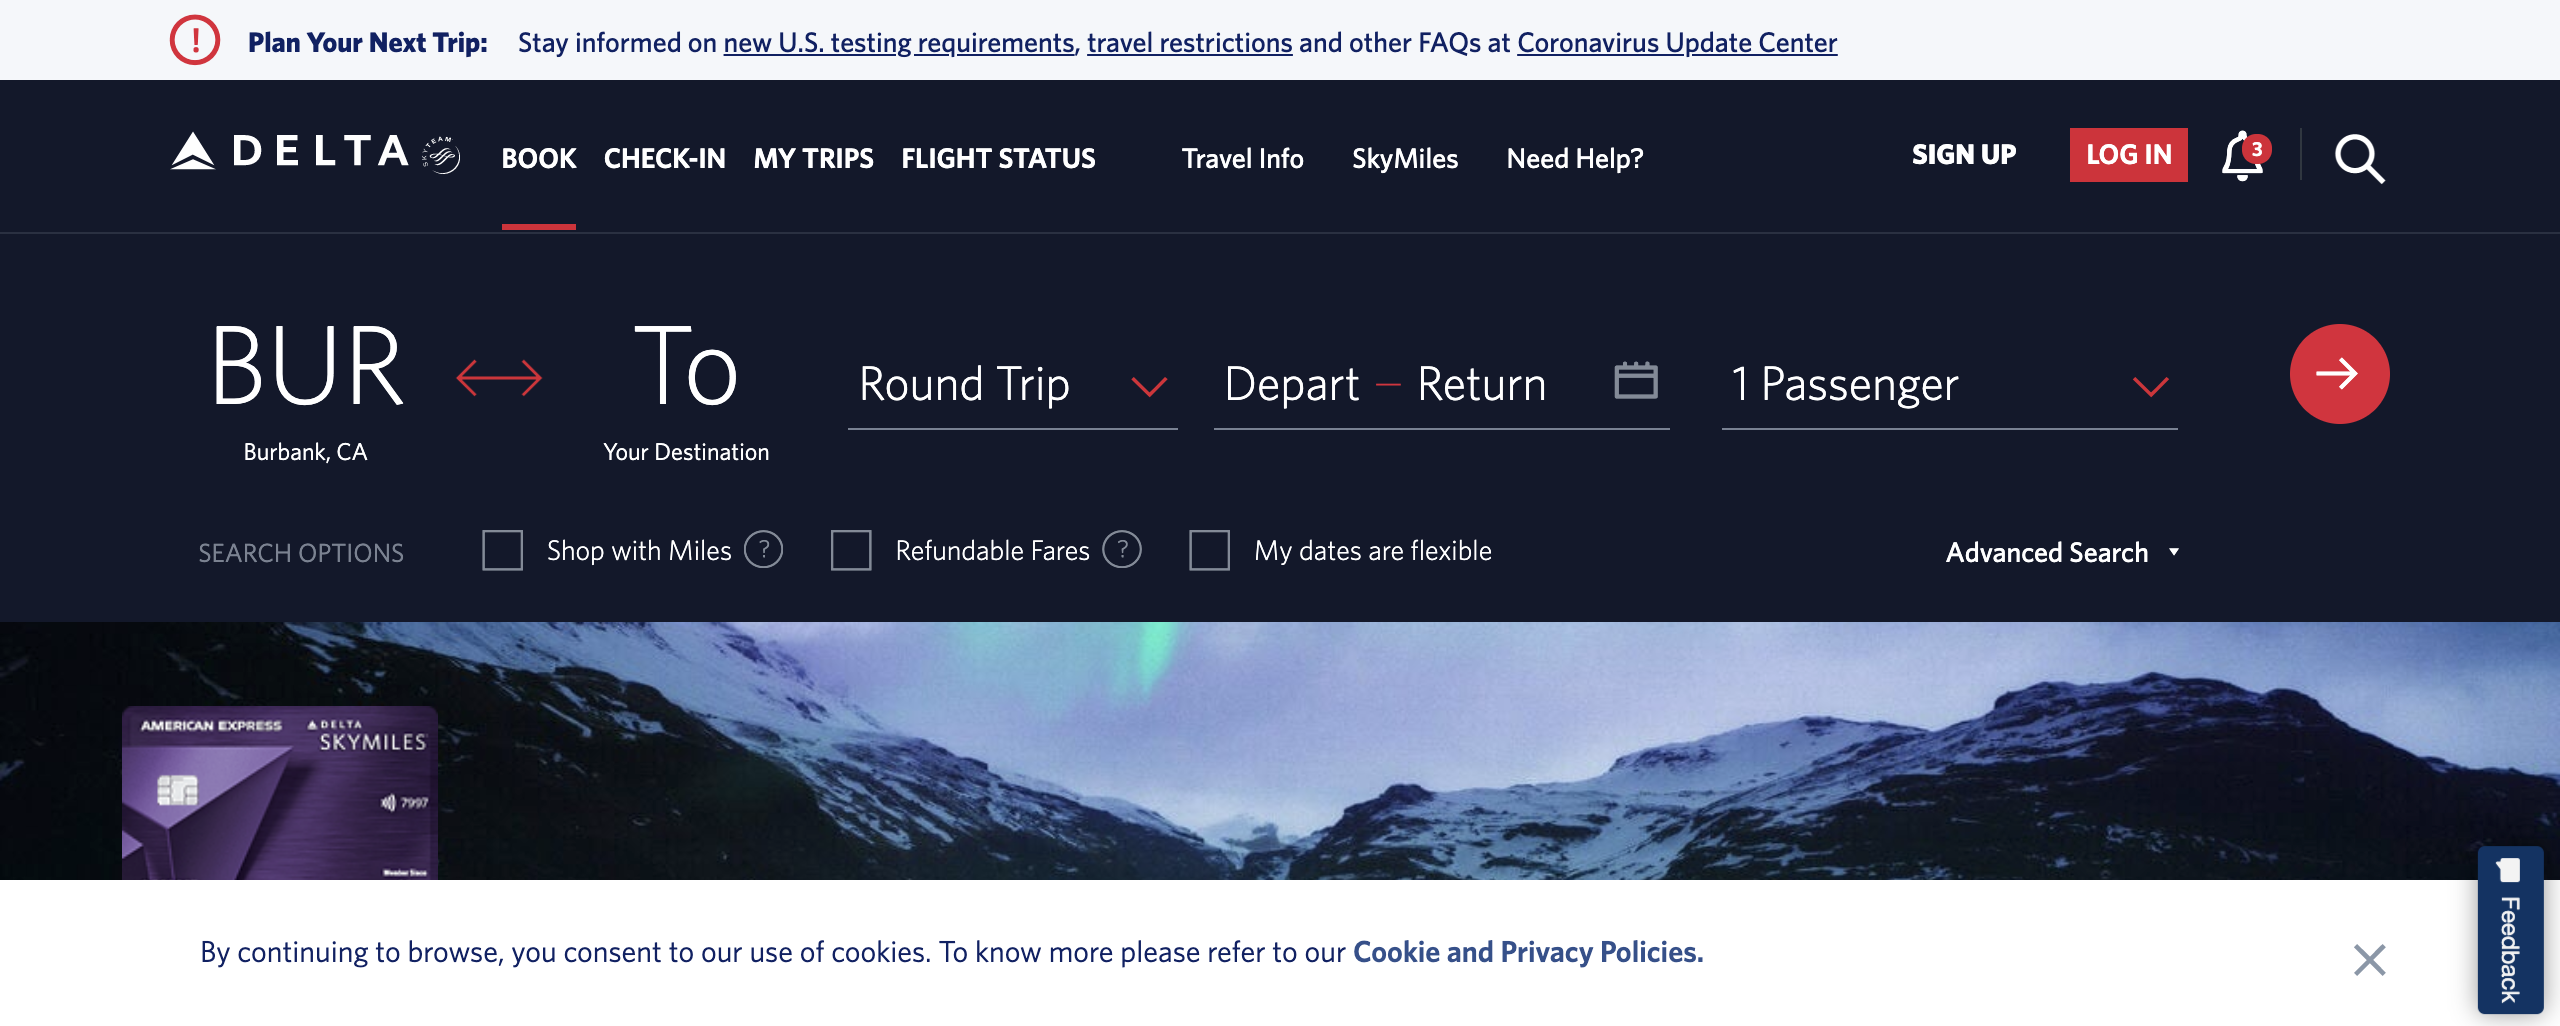 Plan Your Next Trip: Stay informed on new U.S. testing requirements, travel restrictions and other FAQs at Coronavirus Update Center
DELTA SKYTEAM BOOK CHECK-IN MY TRIPS FLIGHT STATUS Travel Info SkyMiles Need Help? SIGN UP LOG IN 3
BUR To Round Trip Depart — Return 1 Passenger
Burbank, CA Your Destination
SEARCH OPTIONS Shop with Miles ? Refundable Fares ? My dates are flexible Advanced Search
AMERICAN EXPRESS DELTA
SKYMILES
7997
Member Since
By continuing to browse, you consent to our use of cookies. To know more please refer to our Cookie and Privacy Policies.
Feedback